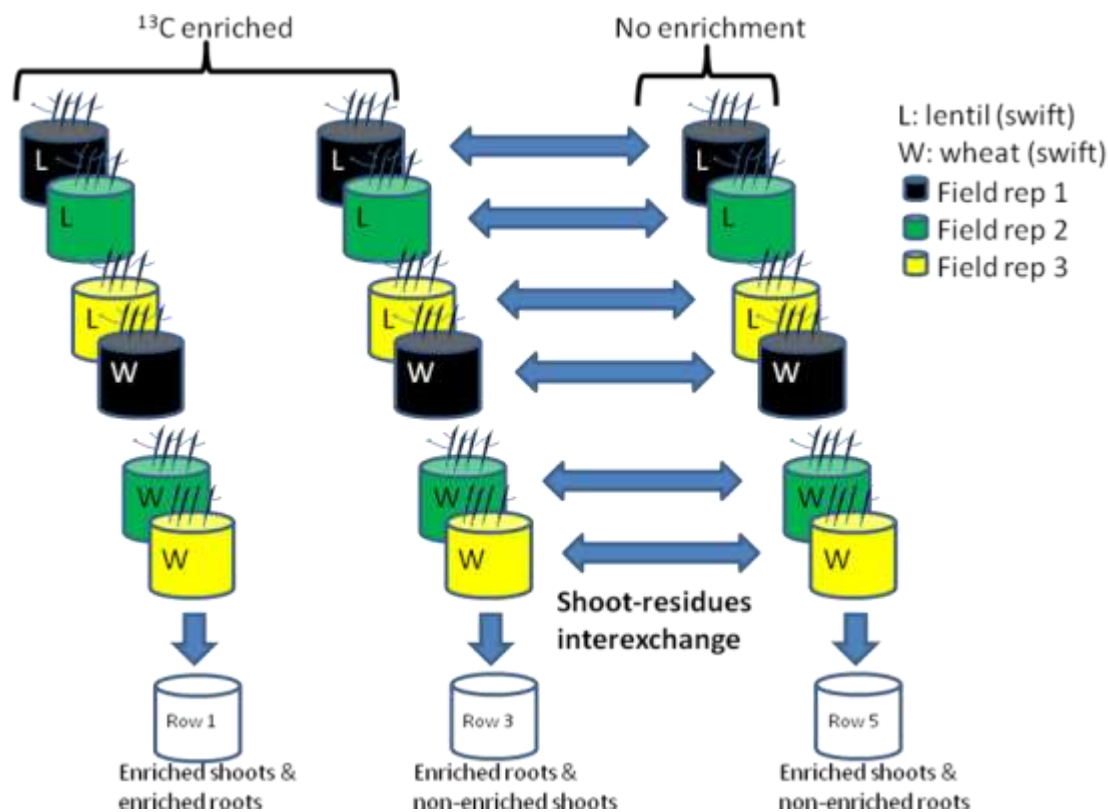 ¹³C enriched
No enrichment
L: lentil (swift)
W: wheat (swift)
Field rep 1
Field rep 2
Field rep 3
L
L
L
L
L
L
L
L
L
W
W
W
W
W
W
W
W
W
Shoot-residues
interexchange
Row 1
Row 3
Row 5
Enriched shoots &
enriched roots
Enriched roots &
non-enriched shoots
Enriched shoots &
non-enriched roots